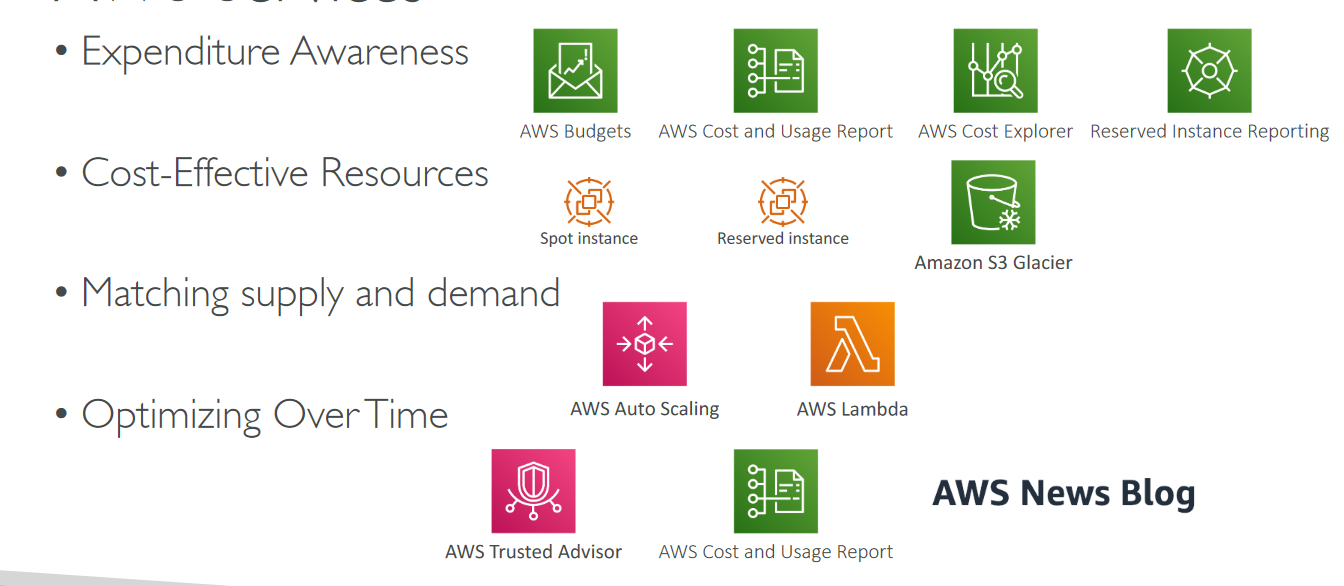 • Expenditure Awareness
AWS Budgets
AWS Cost and Usage Report
AWS Cost Explorer
Reserved Instance Reporting
• Cost-Effective Resources
Spot instance
Reserved instance
Amazon S3 Glacier
• Matching supply and demand
AWS Auto Scaling
AWS Lambda
• Optimizing Over Time
AWS Trusted Advisor
AWS Cost and Usage Report
AWS News Blog